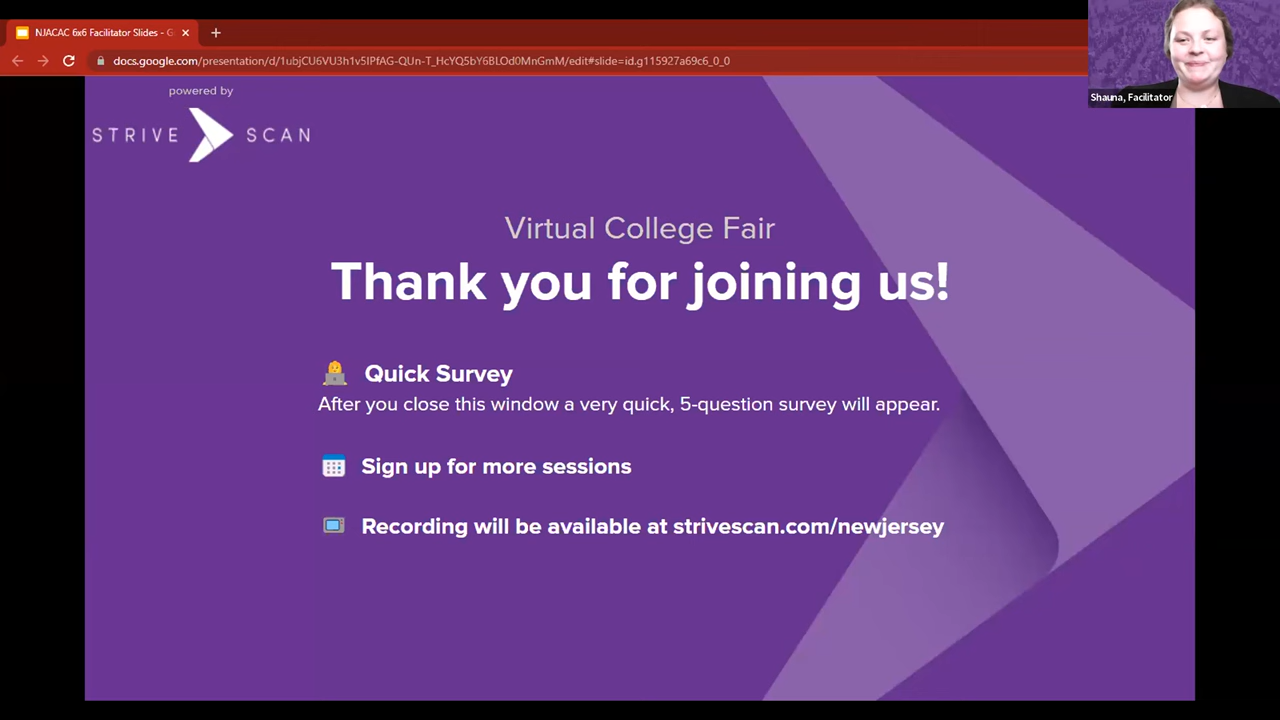 NJACAC 6x6 Facilitator Slides - G
docs.google.com/presentation/d/1ubjCU6VU3h1v5IPfAG-QUn-T_HcYQ5bY6BLOd0MnGmM/edit#slide=id.g115927a69c6_0_0
Shauna, Facilitator
powered by
STRIVE SCAN
Virtual College Fair
Thank you for joining us!
Quick Survey
After you close this window a very quick, 5-question survey will appear.
Sign up for more sessions
Recording will be available at strivescan.com/newjersey